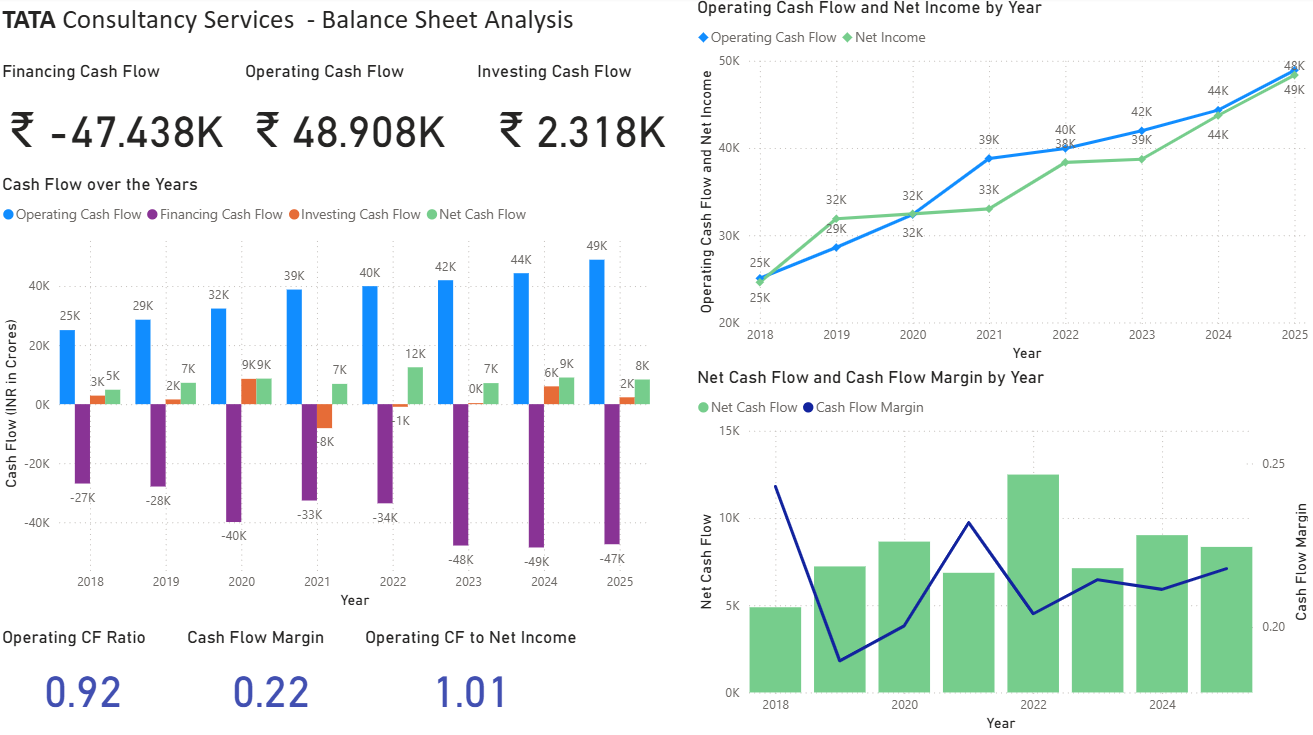 TATA Consultancy Services - Balance Sheet Analysis
Financing Cash Flow
Operating Cash Flow
Investing Cash Flow
₹ -47.438K
₹ 48.908K
₹ 2.318K
Cash Flow over the Years
Operating Cash Flow Financing Cash Flow Investing Cash Flow Net Cash Flow
Cash Flow (INR in Crores)
40K
20K
0K
-20K
-40K
25K -27K 3K 5K
29K -28K 2K 7K
32K -40K 9K 9K
39K -33K -8K 7K
40K -34K -1K 12K
42K -48K 0K 7K
44K -49K 6K 9K
49K -47K 2K 8K
2018 2019 2020 2021 2022 2023 2024 2025
Year
Operating CF Ratio
0.92
Cash Flow Margin
0.22
Operating CF to Net Income
1.01
Operating Cash Flow and Net Income by Year
Operating Cash Flow Net Income
Operating Cash Flow and Net Income
50K
40K
30K
20K
25K 25K
32K 29K
32K 32K
39K 33K
40K 38K
42K 39K
44K 44K
48K 49K
2018 2019 2020 2021 2022 2023 2024 2025
Year
Net Cash Flow and Cash Flow Margin by Year
Net Cash Flow Cash Flow Margin
Net Cash Flow
15K
10K
5K
0K
0.25
0.20
Cash Flow Margin
2018 2020 2022 2024
Year